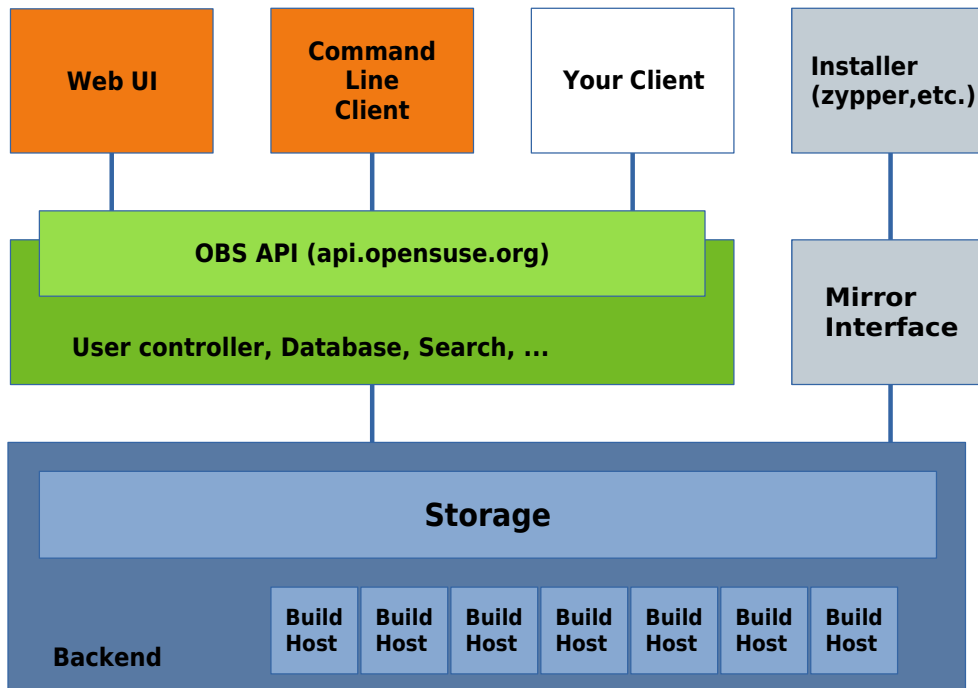 Web UI
Command
Line
Client
Your Client
Installer
(zypper,etc.)
OBS API (api.opensuse.org)
User controller, Database, Search, ...
Mirror
Interface
Storage
Build
Host
Build
Host
Build
Host
Build
Host
Build
Host
Build
Host
Build
Host
Backend